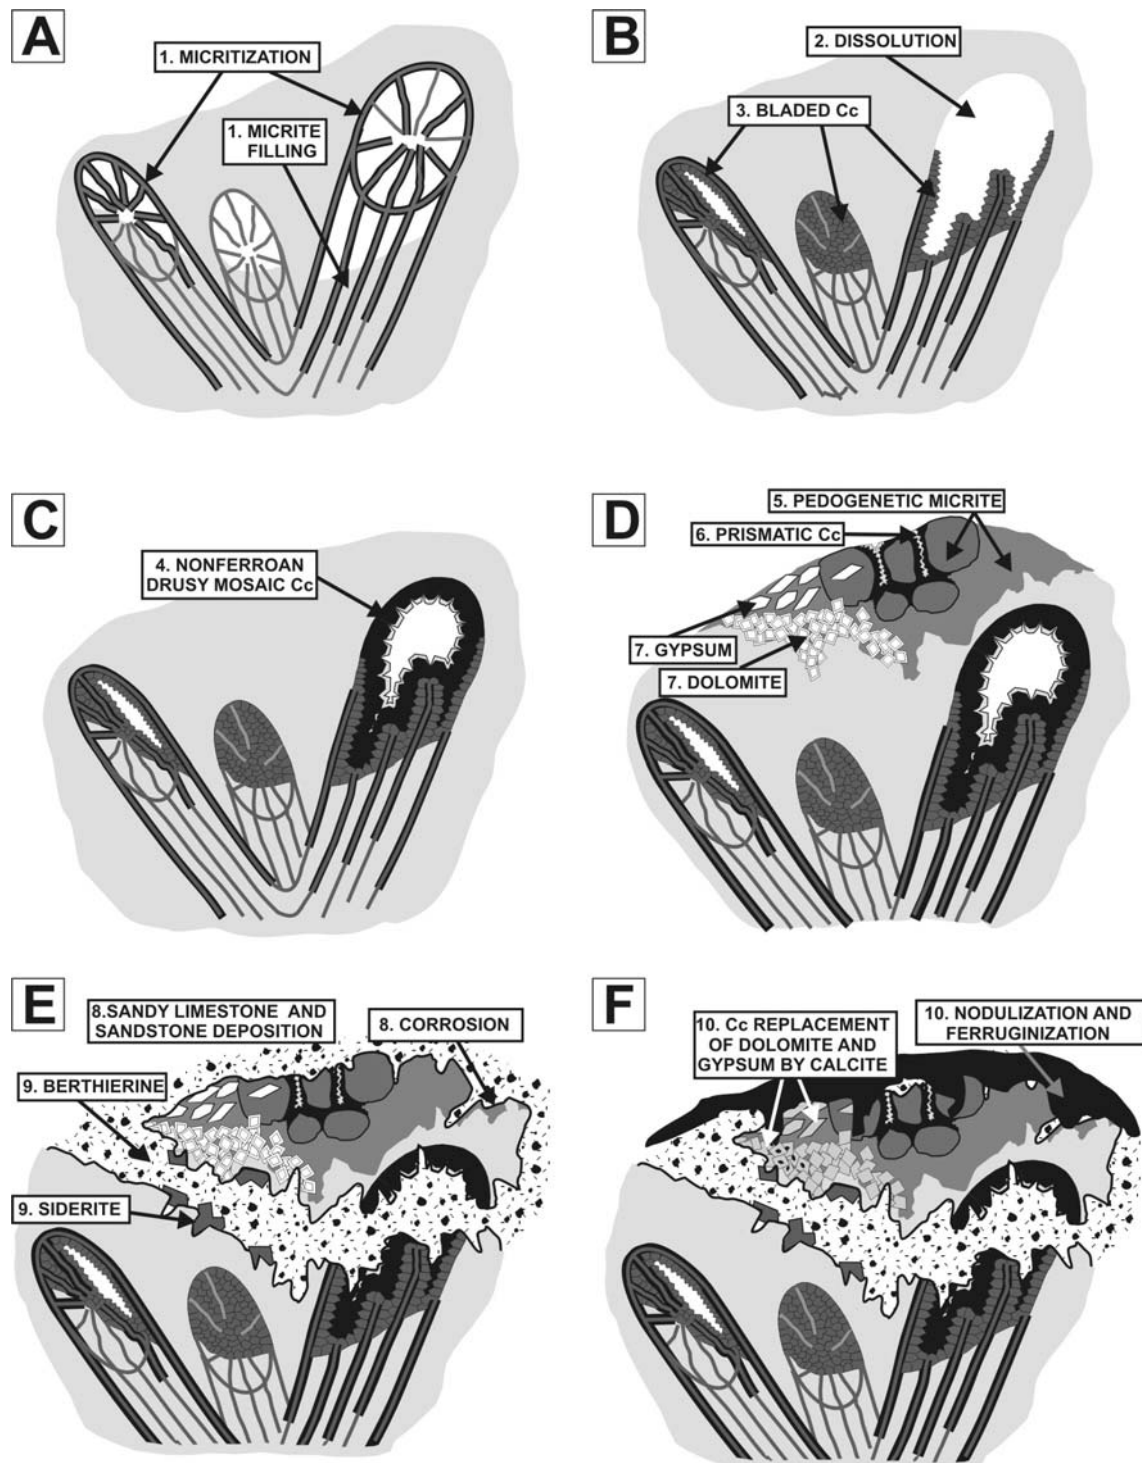 A
1. MICRITIZATION
1. MICRITE
FILLING
B
2. DISSOLUTION
3. BLADED Cc
C
4. NONFERROAN
DRUSY MOSAIC Cc
D
5. PEDOGENETIC MICRITE
6. PRISMATIC Cc
7. GYPSUM
7. DOLOMITE
E
8.SANDY LIMESTONE AND
SANDSTONE DEPOSITION
8. CORROSION
9. BERTHIERINE
9. SIDERITE
F
10. Cc REPLACEMENT
OF DOLOMITE AND
GYPSUM BY CALCITE
10. NODULIZATION AND
FERRUGINIZATION